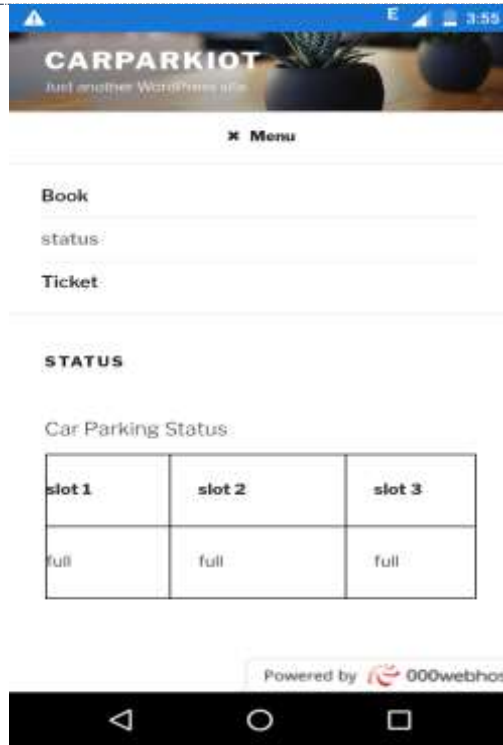 E 3:55
CARPARKIOT
Just another WordPress site
✖ Menu
Book
status
Ticket
STATUS
Car Parking Status
slot 1 slot 2 slot 3
full full full
Powered by 000webhos